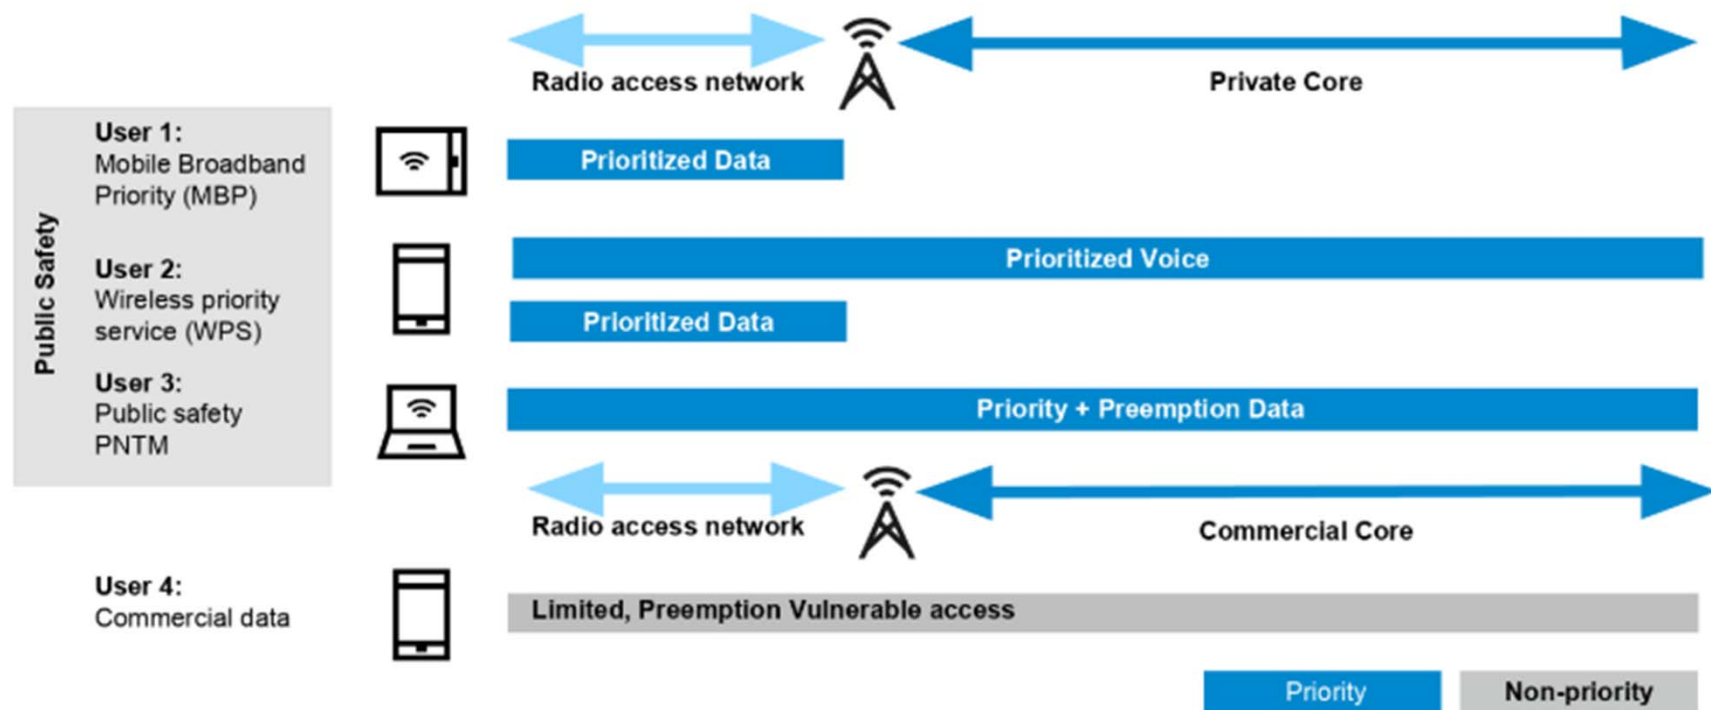 Radio access network
Private Core
Public Safety
User 1:
Mobile Broadband
Priority (MBP)
Prioritized Data
User 2:
Wireless priority
service (WPS)
Prioritized Voice
Prioritized Data
User 3:
Public safety
PNTM
Priority + Preemption Data
Radio access network
Commercial Core
User 4:
Commercial data
Limited, Preemption Vulnerable access
Priority
Non-priority